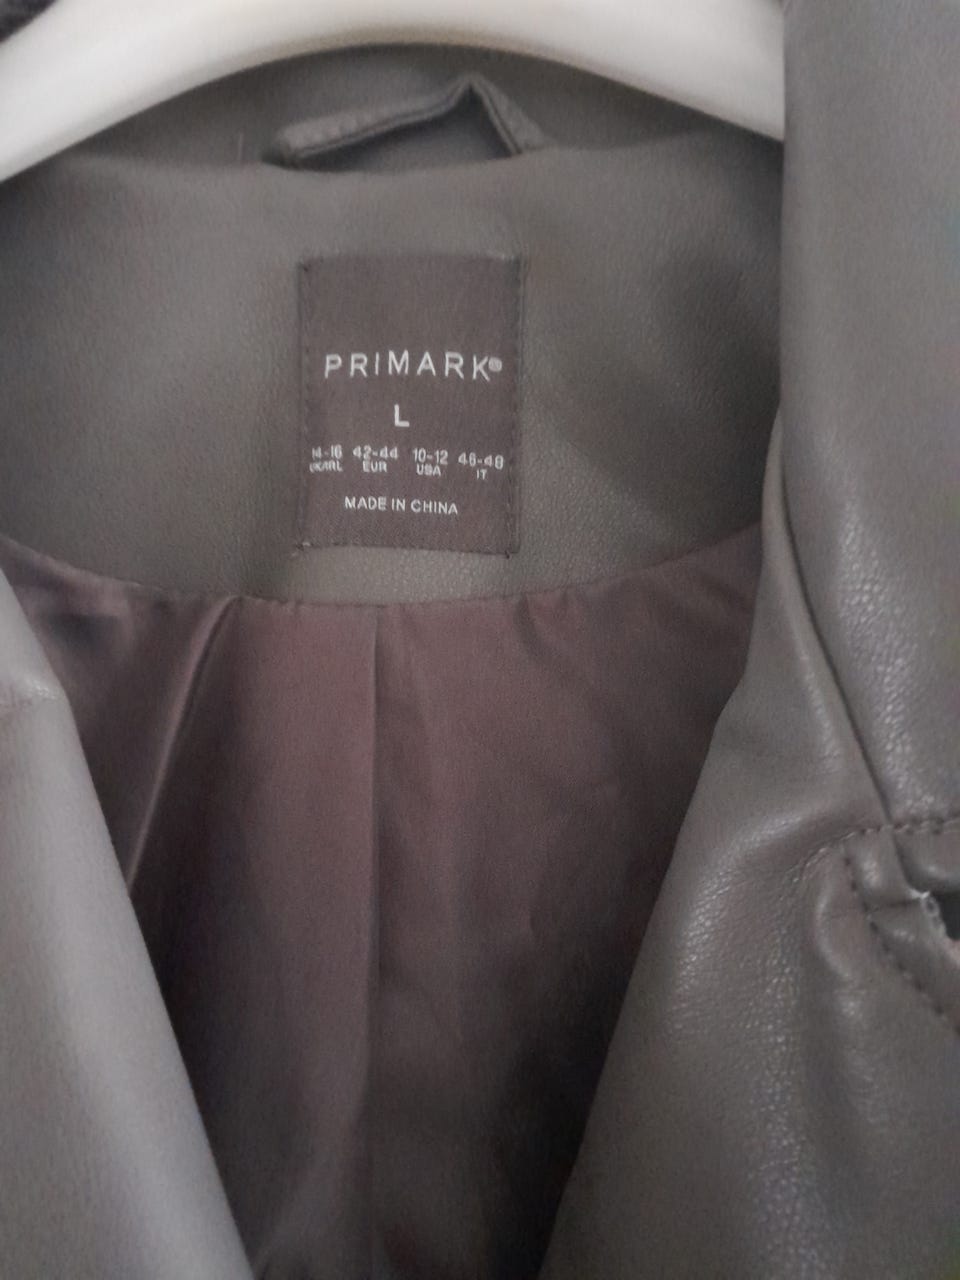 PRIMARK®
L
14-16 42-44 10-12 46-48
UK/IRL EUR USA IT
MADE IN CHINA